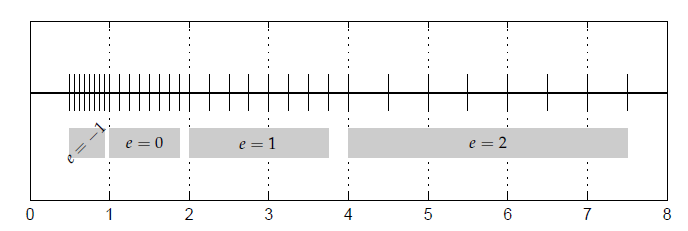 e = −1 e = 0 e = 1 e = 2
0 1 2 3 4 5 6 7 8